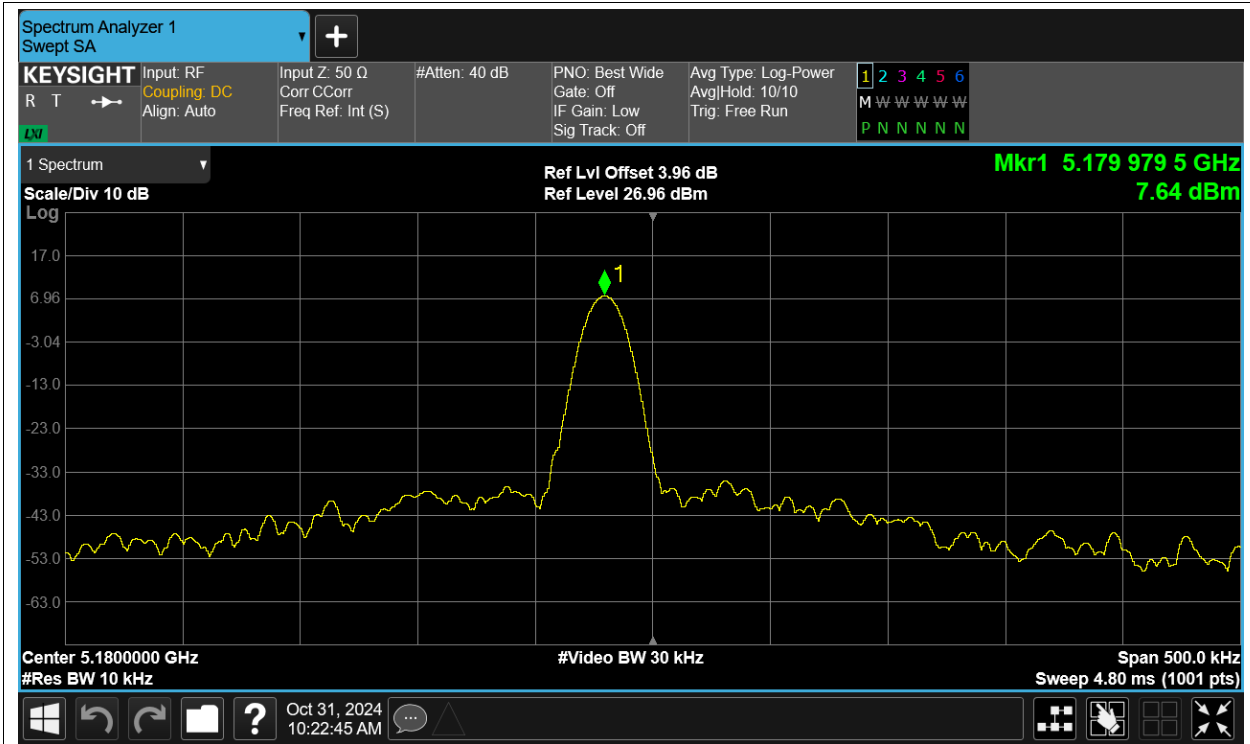 Spectrum Analyzer 1
Swept SA
KEYSIGHT
R T
LXI
Input: RF
Coupling: DC
Align: Auto
Input Z: 50 Ω
Corr CCorr
Freq Ref: Int (S)
#Atten: 40 dB
PNO: Best Wide
Gate: Off
IF Gain: Low
Sig Track: Off
Avg Type: Log-Power
Avg|Hold: 10/10
Trig: Free Run
1 2 3 4 5 6
M W W W W W
P N N N N N
1 Spectrum
Scale/Div 10 dB
Log
Ref Lvl Offset 3.96 dB
Ref Level 26.96 dBm
Mkr1 5.179 979 5 GHz
7.64 dBm
17.0
6.96
-3.04
-13.0
-23.0
-33.0
-43.0
-53.0
-63.0
1
Center 5.1800000 GHz
#Res BW 10 kHz
#Video BW 30 kHz
Span 500.0 kHz
Sweep 4.80 ms (1001 pts)
?
Oct 31, 2024
10:22:45 AM